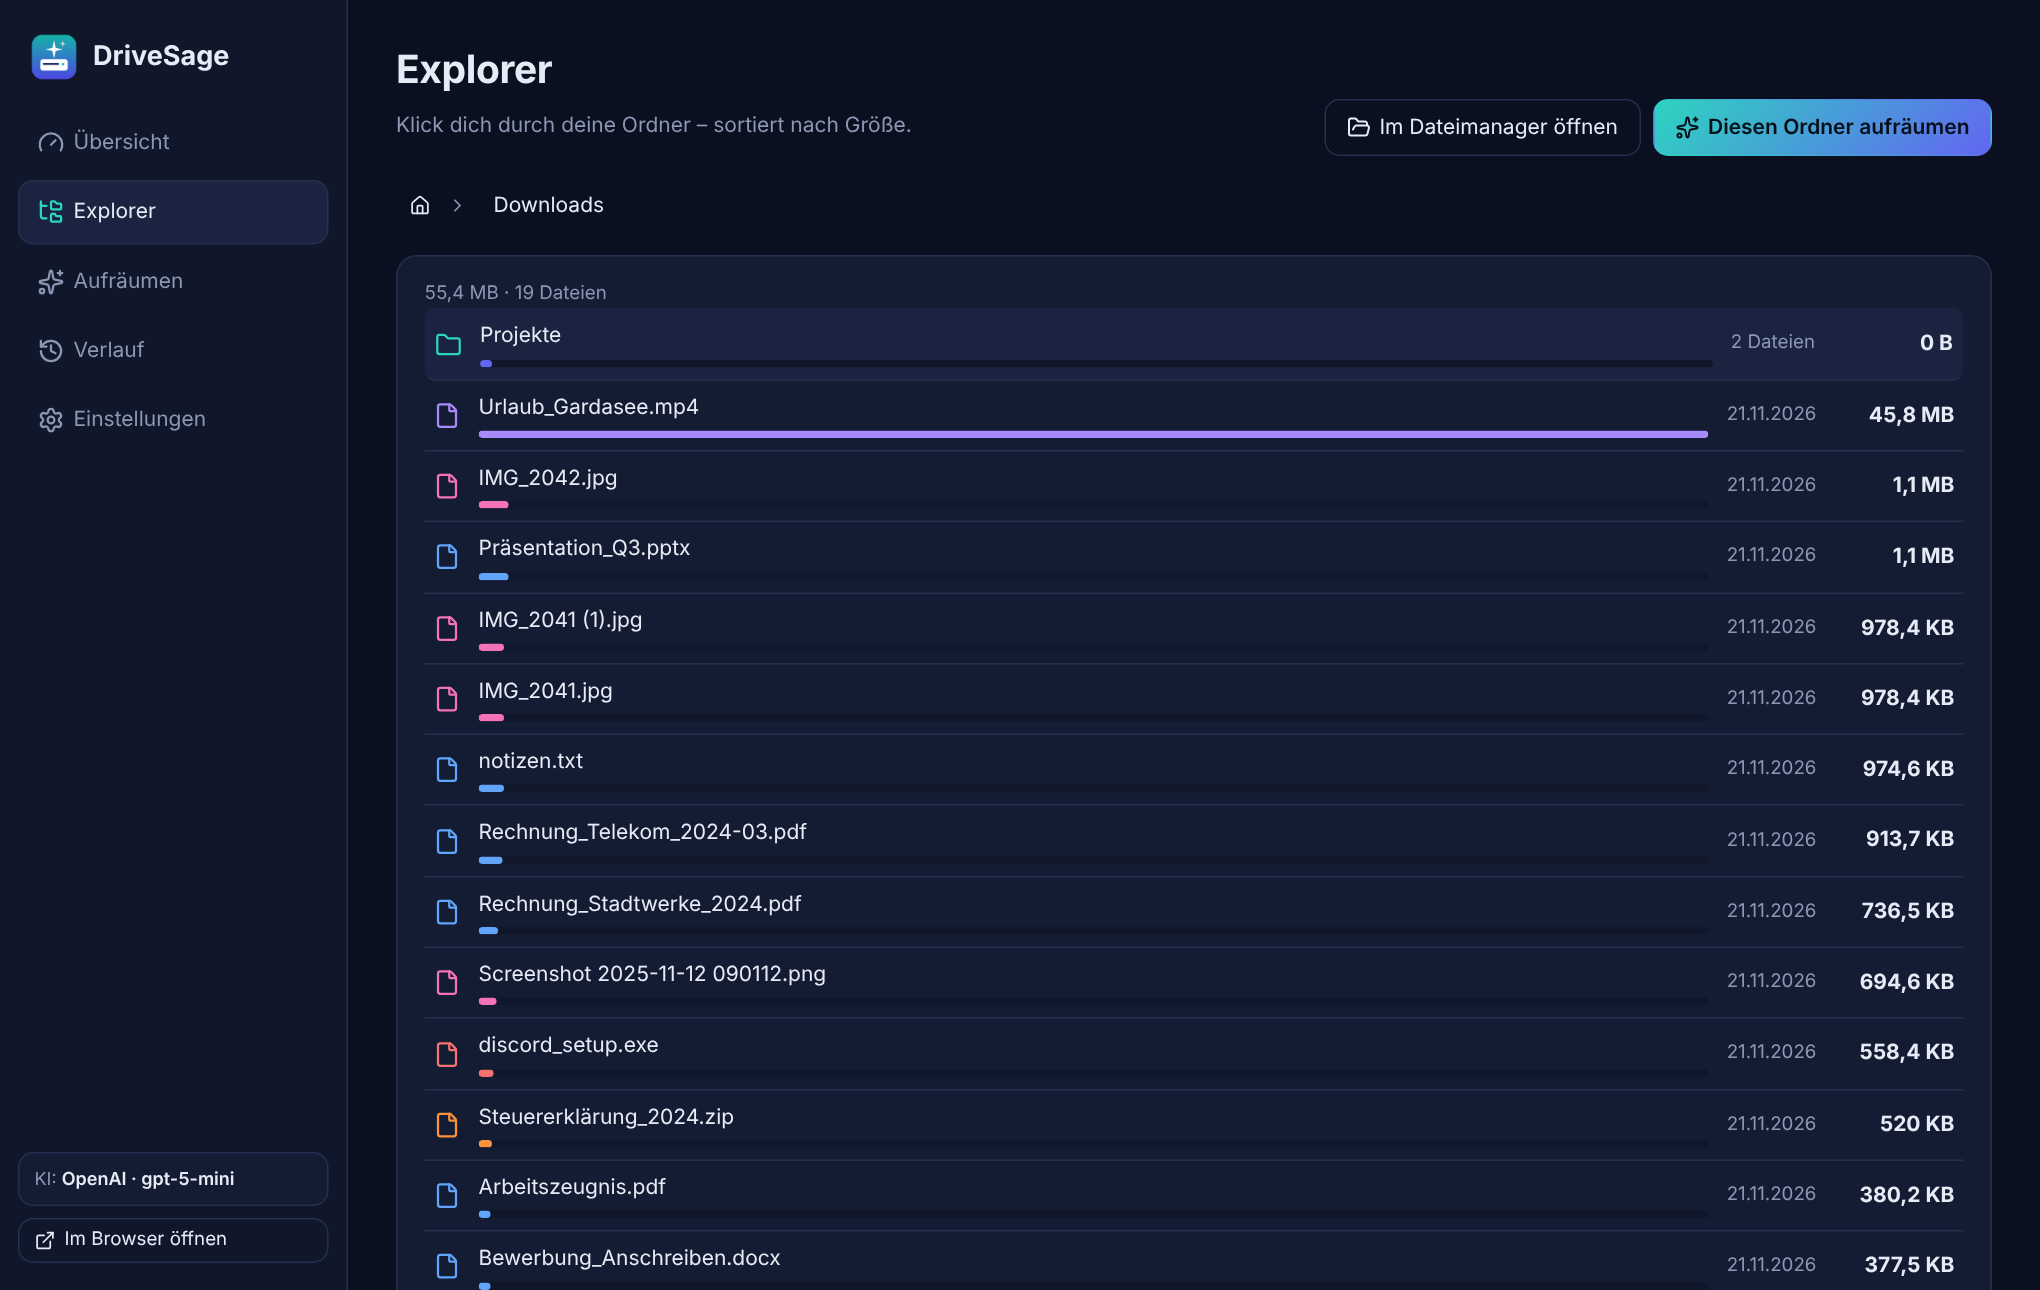 DriveSage
Übersicht
Explorer
Aufräumen
Verlauf
Einstellungen
KI: OpenAI · gpt-5-mini
Im Browser öffnen
Explorer
Klick dich durch deine Ordner – sortiert nach Größe.
Im Dateimanager öffnen
Diesen Ordner aufräumen
Downloads
55,4 MB · 19 Dateien
Projekte 2 Dateien 0 B
Urlaub_Gardasee.mp4 21.11.2026 45,8 MB
IMG_2042.jpg 21.11.2026 1,1 MB
Präsentation_Q3.pptx 21.11.2026 1,1 MB
IMG_2041 (1).jpg 21.11.2026 978,4 KB
IMG_2041.jpg 21.11.2026 978,4 KB
notizen.txt 21.11.2026 974,6 KB
Rechnung_Telekom_2024-03.pdf 21.11.2026 913,7 KB
Rechnung_Stadtwerke_2024.pdf 21.11.2026 736,5 KB
Screenshot 2025-11-12 090112.png 21.11.2026 694,6 KB
discord_setup.exe 21.11.2026 558,4 KB
Steuererklärung_2024.zip 21.11.2026 520 KB
Arbeitszeugnis.pdf 21.11.2026 380,2 KB
Bewerbung_Anschreiben.docx 21.11.2026 377,5 KB